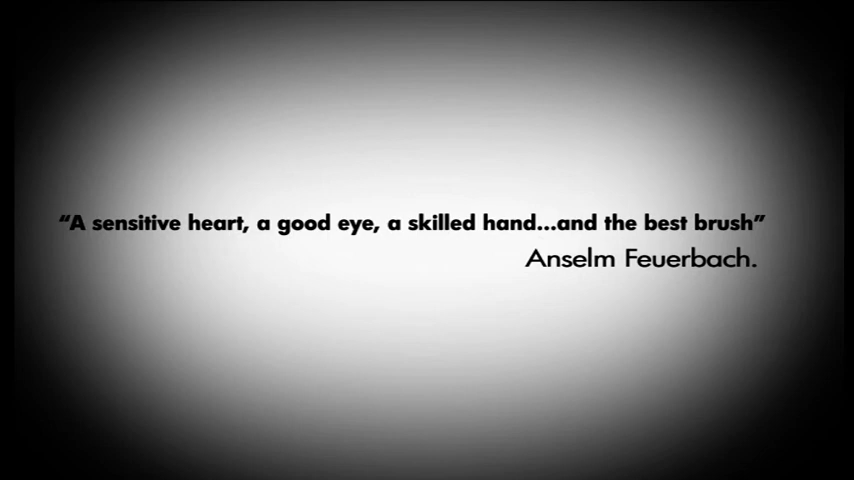 “A sensitive heart, a good eye, a skilled hand...and the best brush”
Anselm Feuerbach.